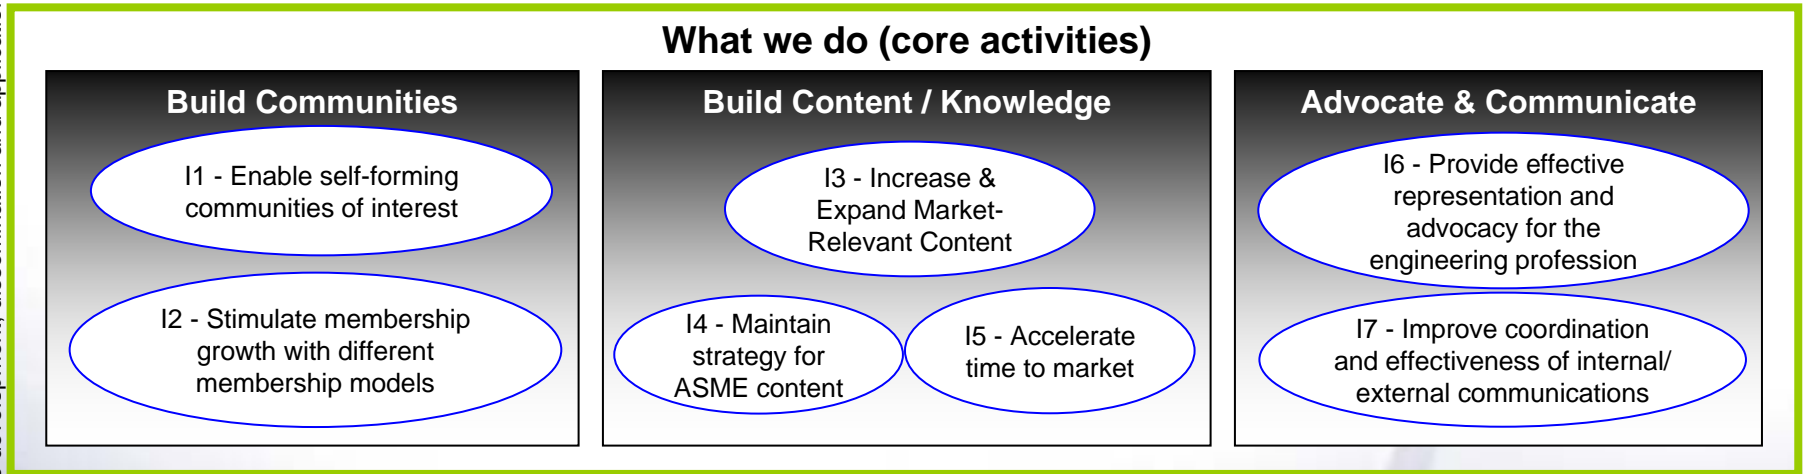 What we do (core activities)
Build Communities
I1 - Enable self-forming
communities of interest
I2 - Stimulate membership
growth with different
membership models
Build Content / Knowledge
I3 - Increase &
Expand Market-
Relevant Content
I4 - Maintain
strategy for
ASME content
I5 - Accelerate
time to market
Advocate & Communicate
I6 - Provide effective
representation and
advocacy for the
engineering profession
I7 - Improve coordination
and effectiveness of internal/
external communications